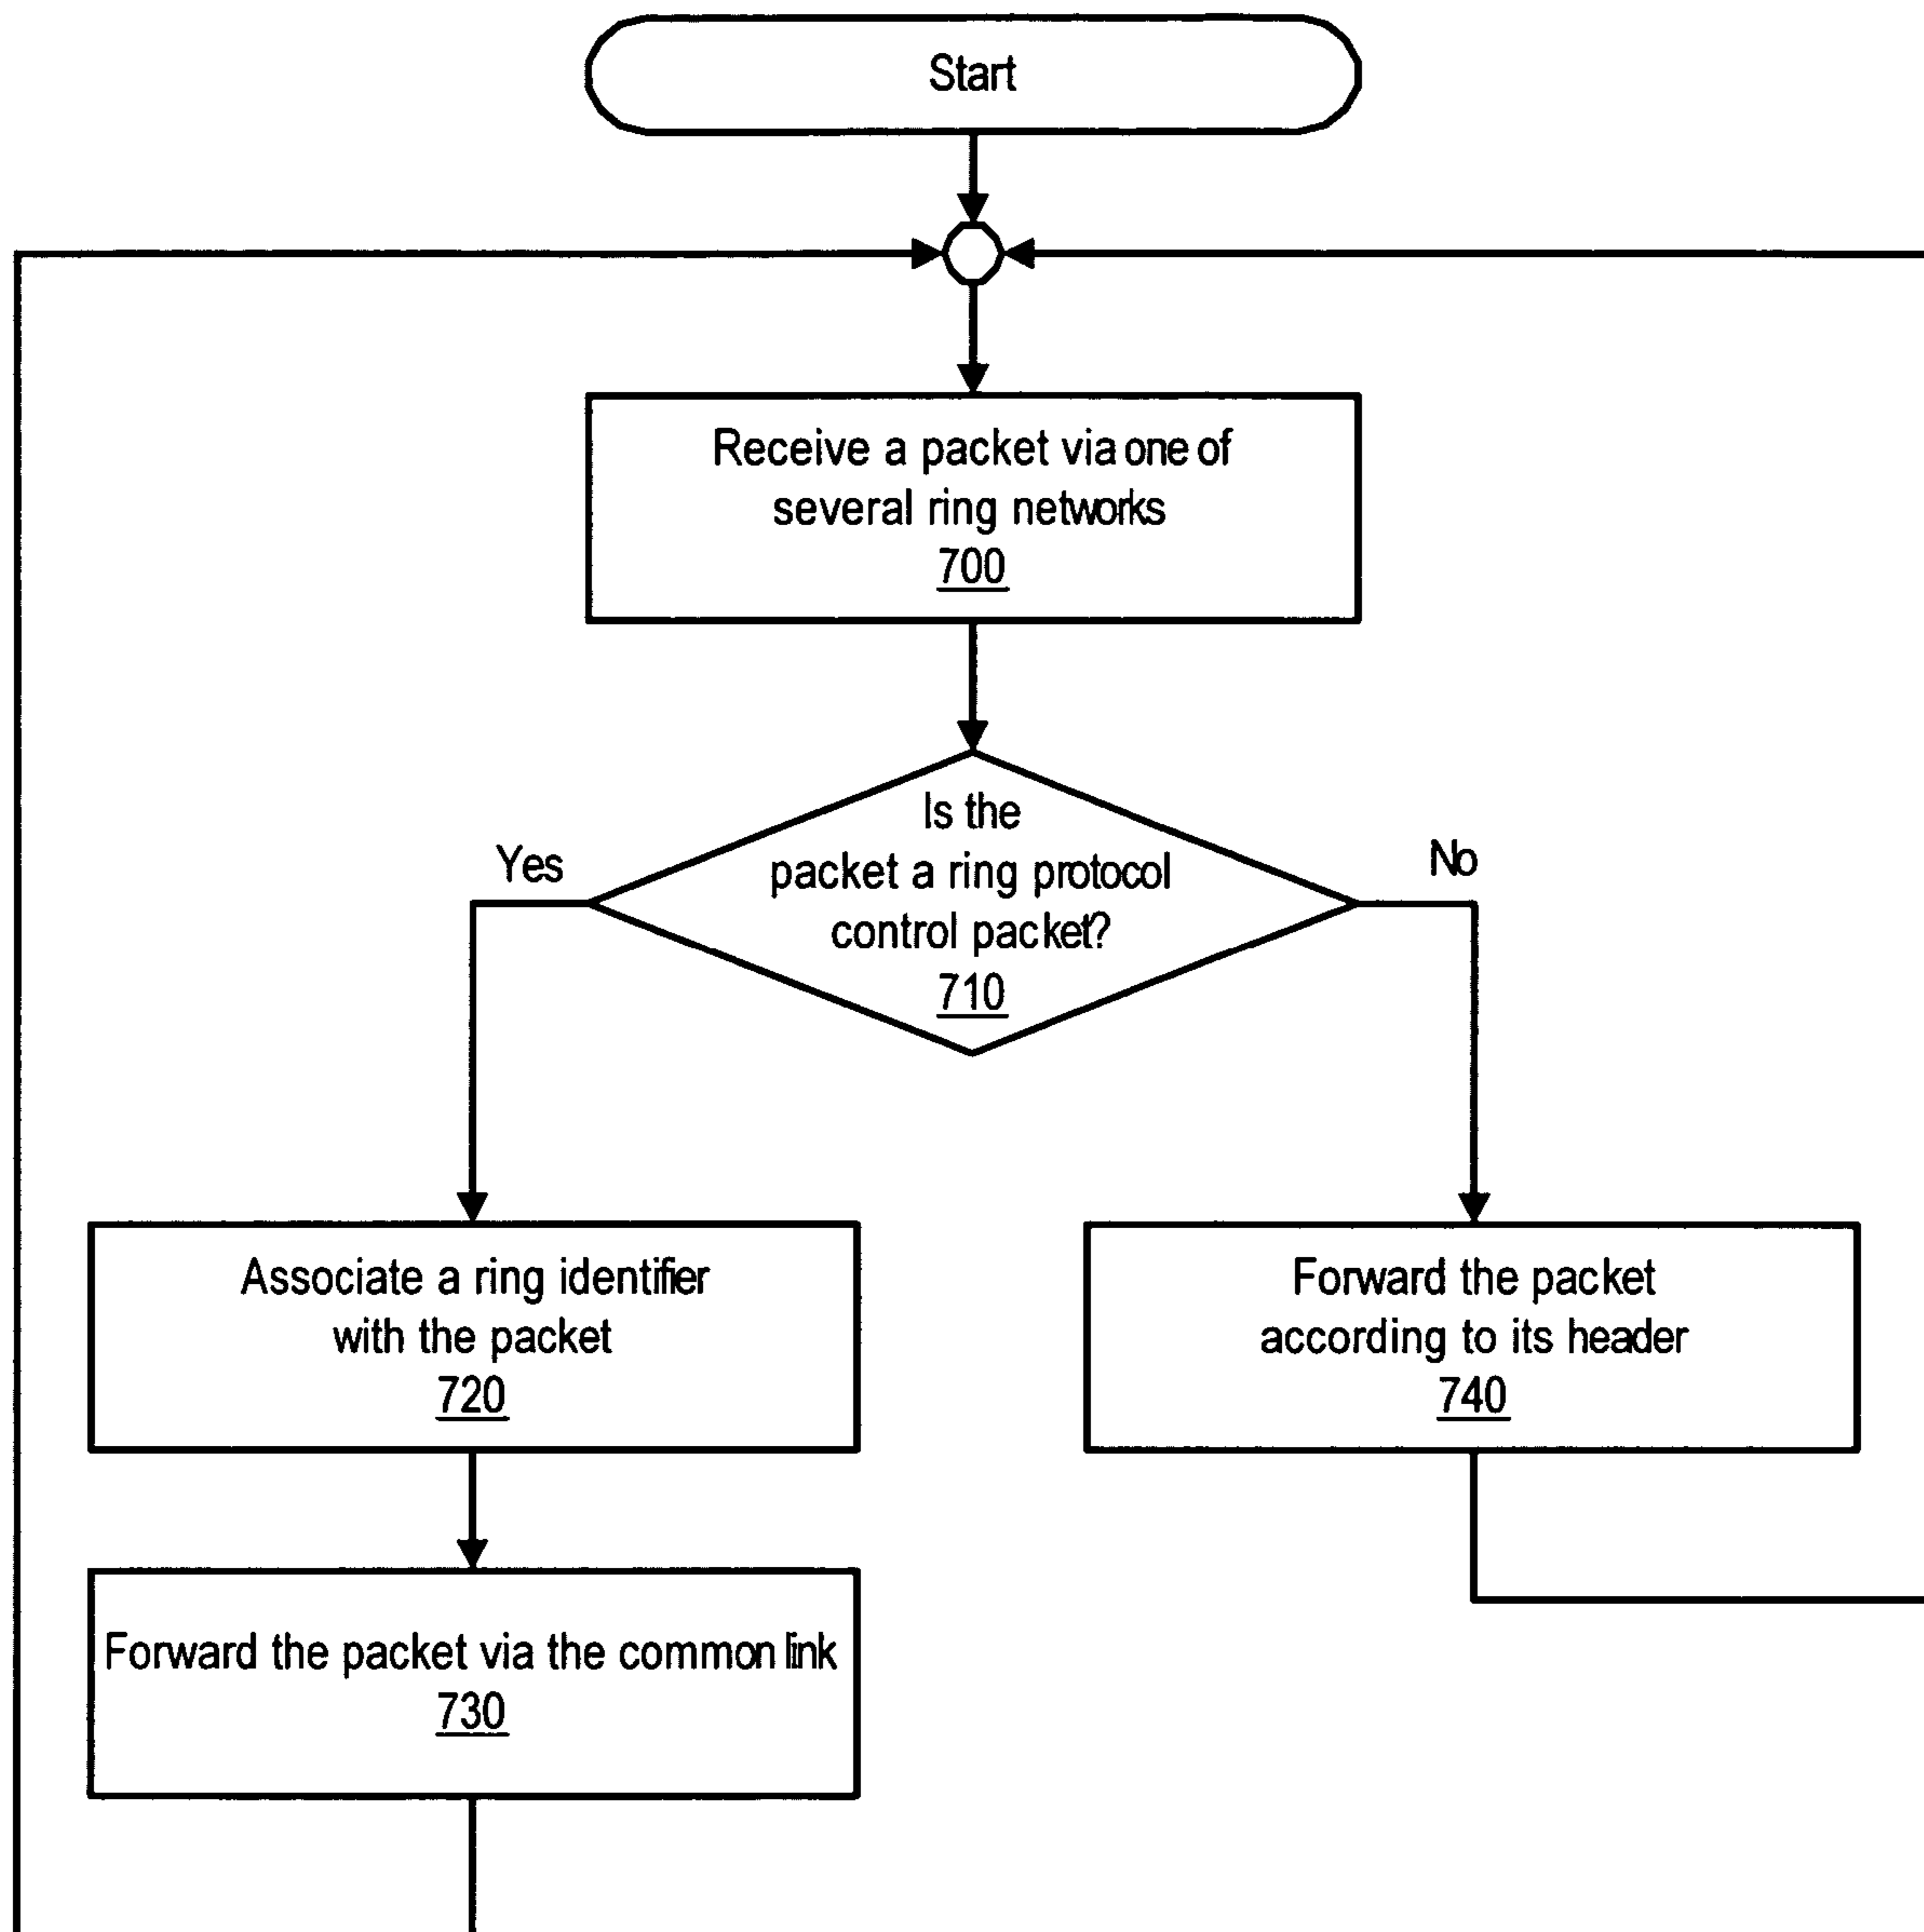 Start
Receive a packet via one of
several ring networks
700
Is the
packet a ring protocol
control packet?
710
Yes
No
Associate a ring identifier
with the packet
720
Forward the packet
according to its header
740
Forward the packet via the common link
730